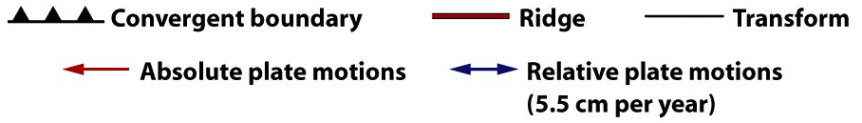 Convergent boundary
Ridge
Transform
Absolute plate motions
Relative plate motions
(5.5 cm per year)